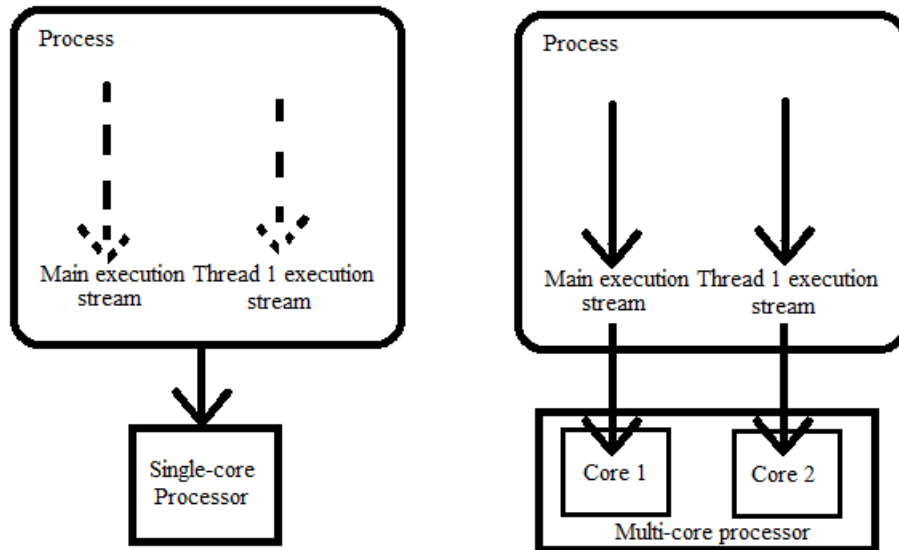 Process
Main execution
stream
Thread 1 execution
stream
Single-core
Processor
Process
Main execution
stream
Thread 1 execution
stream
Core 1
Core 2
Multi-core processor